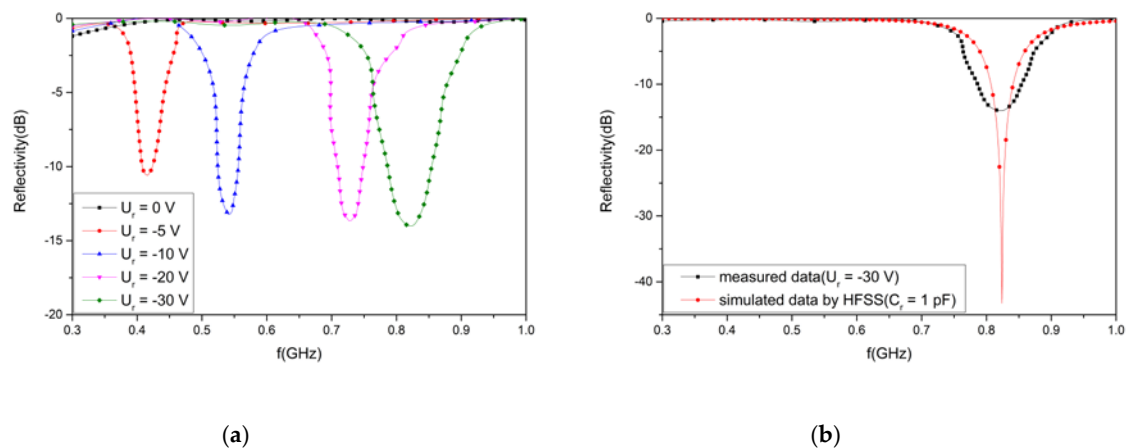 0
-5
-10
-15
-20
Reflectivity(dB)
U_r = 0 V
U_r = -5 V
U_r = -10 V
U_r = -20 V
U_r = -30 V
0.3 0.4 0.5 0.6 0.7 0.8 0.9 1.0
f(GHz)
(a)
0
-10
-20
-30
-40
Reflectivity(dB)
measured data(U_r = -30 V)
simulated data by HFSS(C_r = 1 pF)
0.3 0.4 0.5 0.6 0.7 0.8 0.9 1.0
f(GHz)
(b)